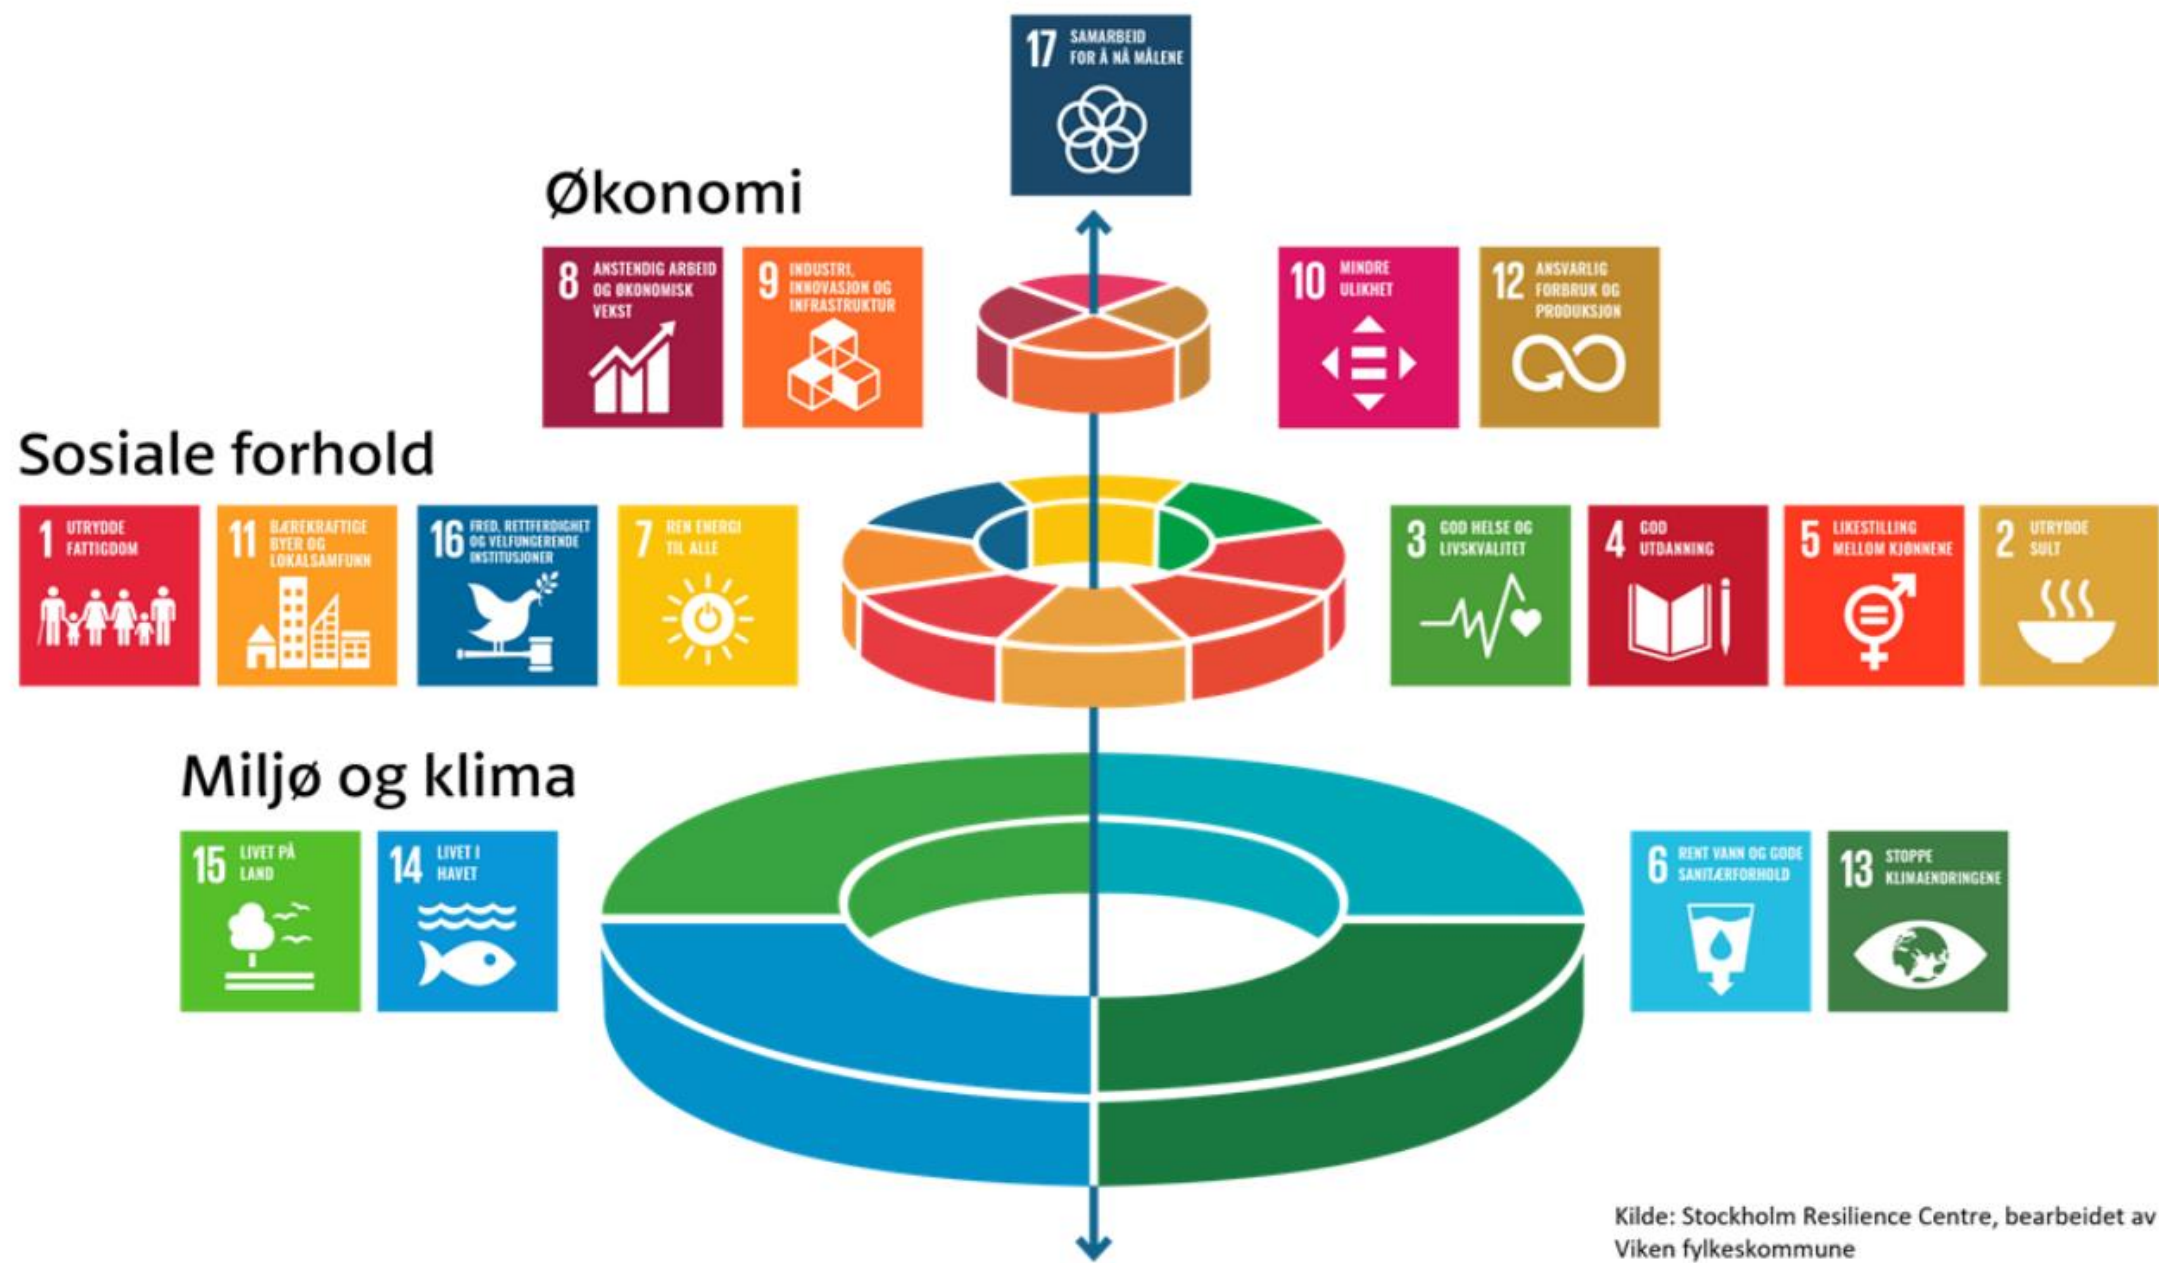 17 SAMARBEID
FOR Å NÅ MÅLENE
Økonomi
8 ANSTENDIG ARBEID
OG ØKONOMISK
VEKST
9 INDUSTRI,
INNOVASJON OG
INFRASTRUKTUR
10 MINDRE
ULIKHET
12 ANSVARLIG
FORBRUK OG
PRODUKSJON
Sosiale forhold
1 UTRYDDE
FATTIGDOM
11 BÆREKRAFTIGE
BYER OG
LOKALSAMFUNN
16 FRED, RETTFERDIGHET
OG VELFUNGERENDE
INSTITUSJONER
7 REN ENERGI
TIL ALLE
3 GOD HELSE OG
LIVSKVALITET
4 GOD
UTDANNING
5 LIKESTILLING
MELLOM KJØNNENE
2 UTRYDDE
SULT
Miljø og klima
15 LIVET PÅ
LAND
14 LIVET I
HAVET
6 RENT VANN OG GODE
SANITÆRFORHOLD
13 STOPPE
KLIMAENDRINGENE
Kilde: Stockholm Resilience Centre, bearbeidet av
Viken fylkeskommune